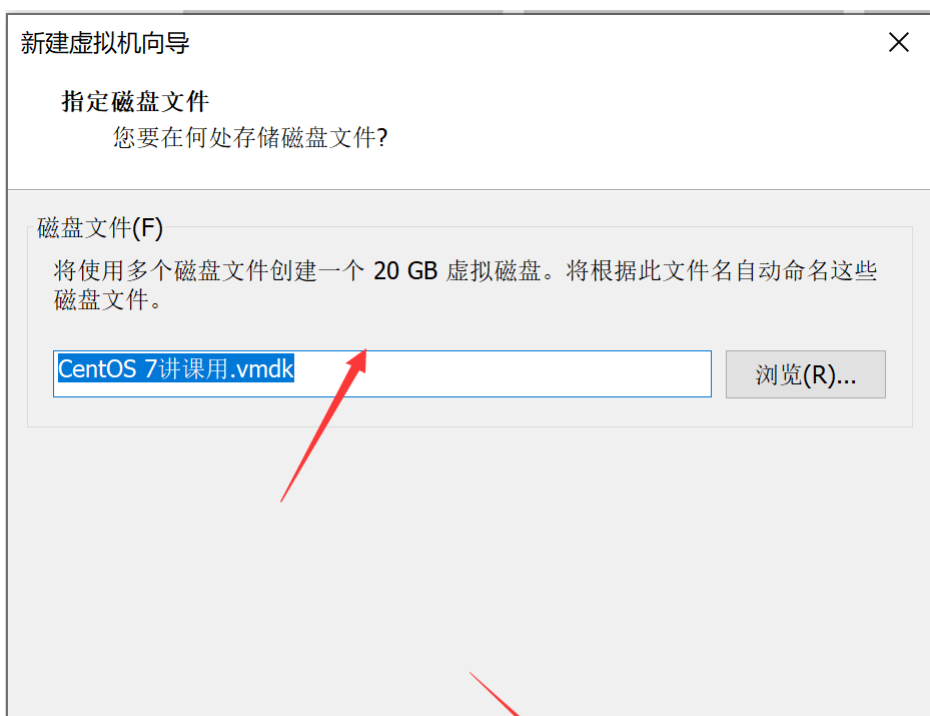 新建虚拟机向导
指定磁盘文件
您要在何处存储磁盘文件?
磁盘文件(F)
将使用多个磁盘文件创建一个 20 GB 虚拟磁盘。将根据此文件名自动命名这些
磁盘文件。
CentOS 7讲课用.vmdk
浏览(R)...